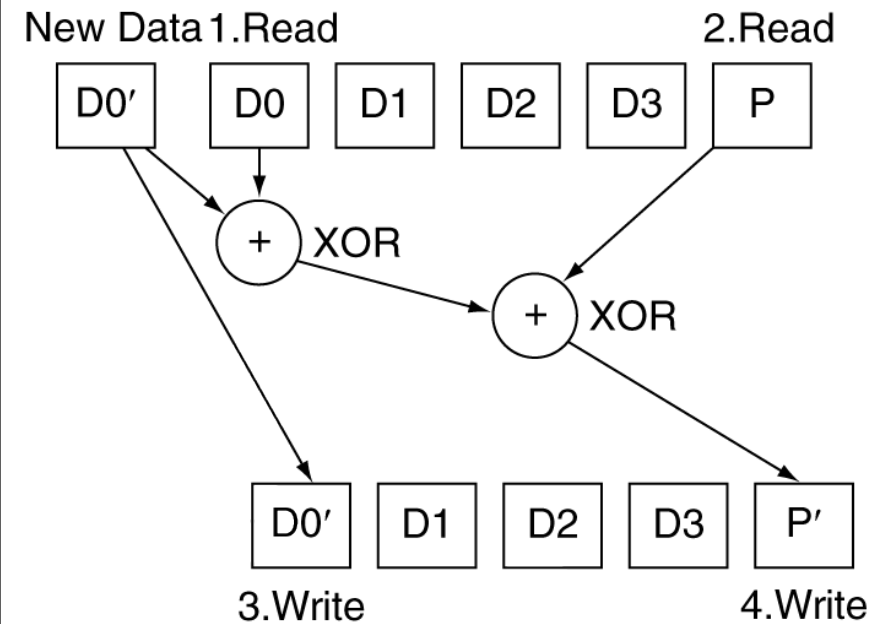 New Data 1.Read 2.Read
D0′ D0 D1 D2 D3 P
+ XOR
+ XOR
D0′ D1 D2 D3 P′
3.Write 4.Write